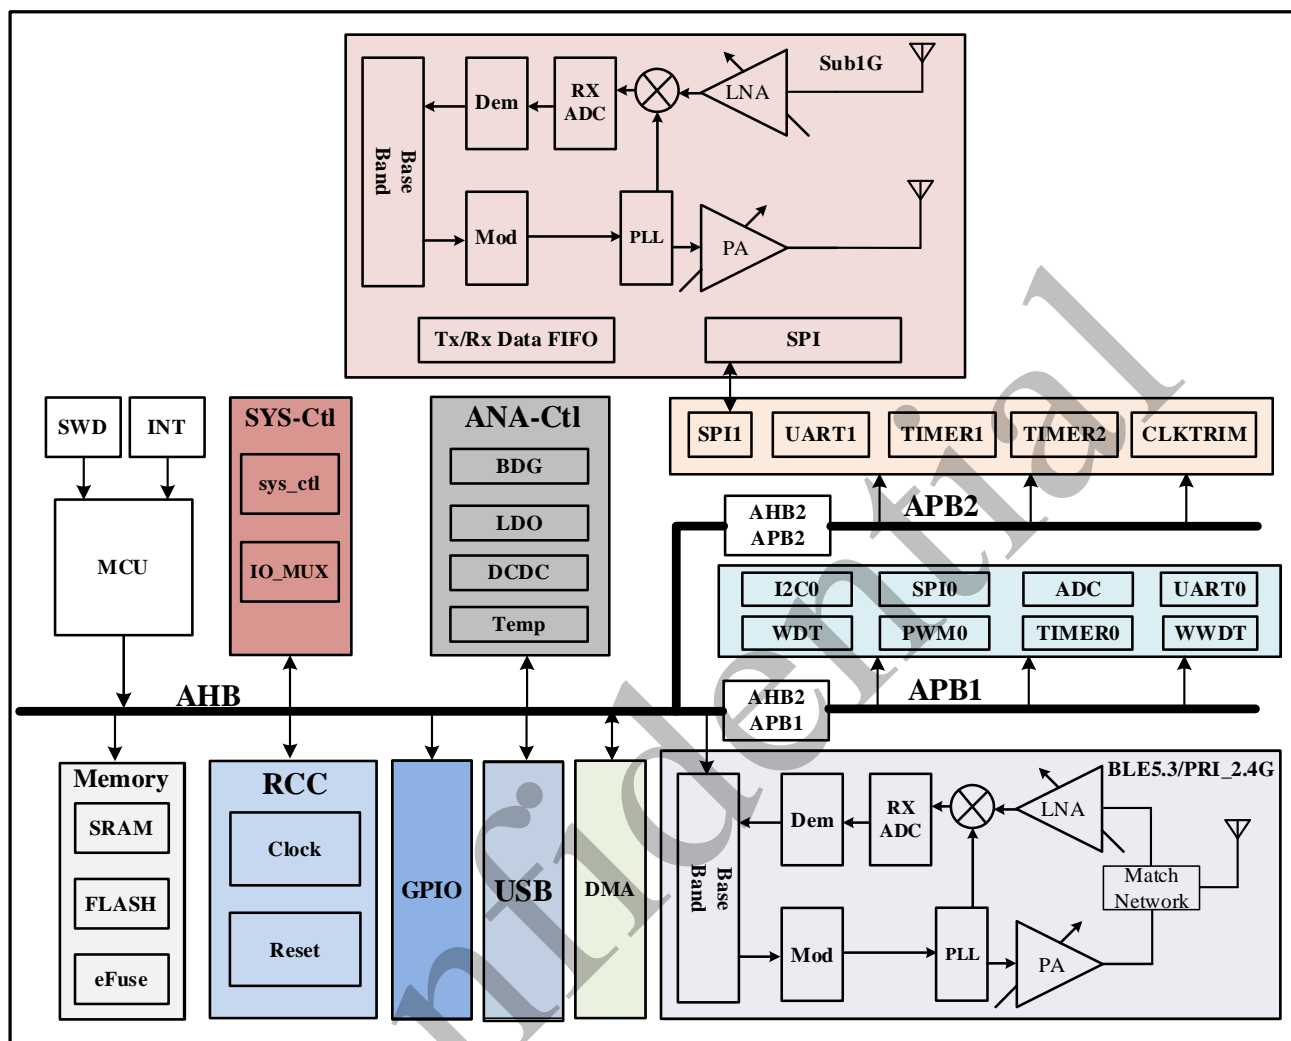 Sub1G
LNA
RX
ADC
Dem
Base
Band
Mod
PLL
PA
Tx/Rx Data FIFO
SPI
SWD
INT
MCU
SYS-Ctl
sys_ctl
IO_MUX
ANA-Ctl
BDG
LDO
DCDC
Temp
SPI1
UART1
TIMER1
TIMER2
CLKTRIM
AHB2
APB2
APB2
I2C0
SPI0
ADC
UART0
WDT
PWM0
TIMER0
WWDT
AHB
AHB2
APB1
APB1
Memory
SRAM
FLASH
eFuse
RCC
Clock
Reset
GPIO
USB
DMA
BLE5.3/PRI_2.4G
LNA
RX
ADC
Dem
Base
Band
Match
Network
Mod
PLL
PA